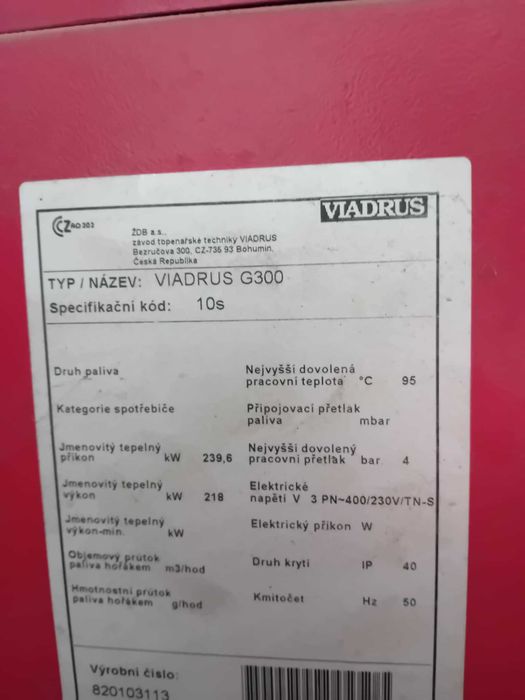 VIADRUS
CZ AO 202
ŽDB a.s.,
závod topenářské techniky VIADRUS
Bezručova 300, CZ-735 93 Bohumín,
Česká Republika
TYP / NÁZEV: VIADRUS G300
Specifikační kód: 10s
Druh paliva
Nejvyšší dovolená
pracovní teplota °C 95
Kategorie spotřebiče
Připojovací přetlak
paliva mbar
Jmenovitý tepelný
příkon kW 239,6
Nejvyšší dovolený
pracovní přetlak bar 4
Jmenovitý tepelný
výkon kW 218
Elektrické
napětí V 3 PN~400/230V/TN-S
Jmenovitý tepelný
výkon-min. kW
Elektrický příkon W
Objemový průtok
paliva hořákem m3/hod
Druh krytí IP 40
Hmotnostní průtok
paliva hořákem g/hod
Kmitočet Hz 50
Výrobní číslo:
820103113